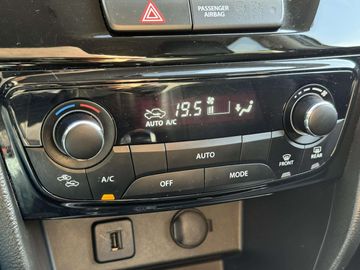 PASSENGER
AIRBAG
19.5
AUTO A/C
AUTO
A/C
OFF
MODE
FRONT
REAR